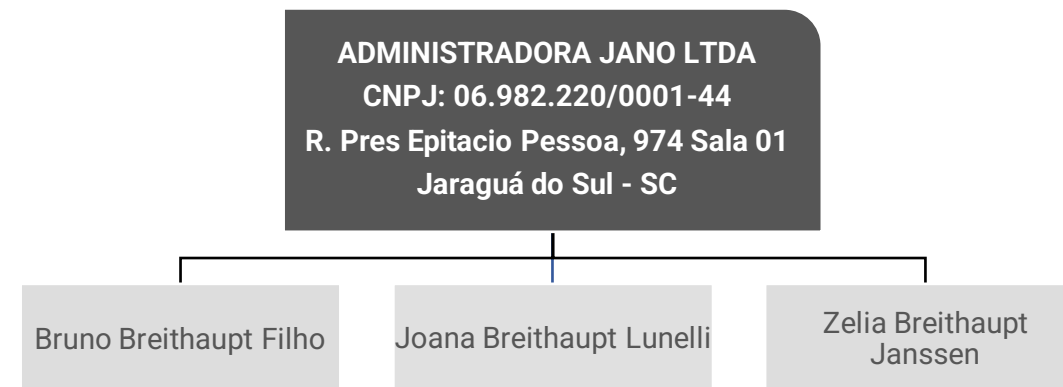 ADMINISTRADORA JANO LTDA
CNPJ: 06.982.220/0001-44
R. Pres Epitacio Pessoa, 974 Sala 01
Jaraguá do Sul - SC
Bruno Breithaupt Filho
Joana Breithaupt Lunelli
Zelia Breithaupt
Janssen